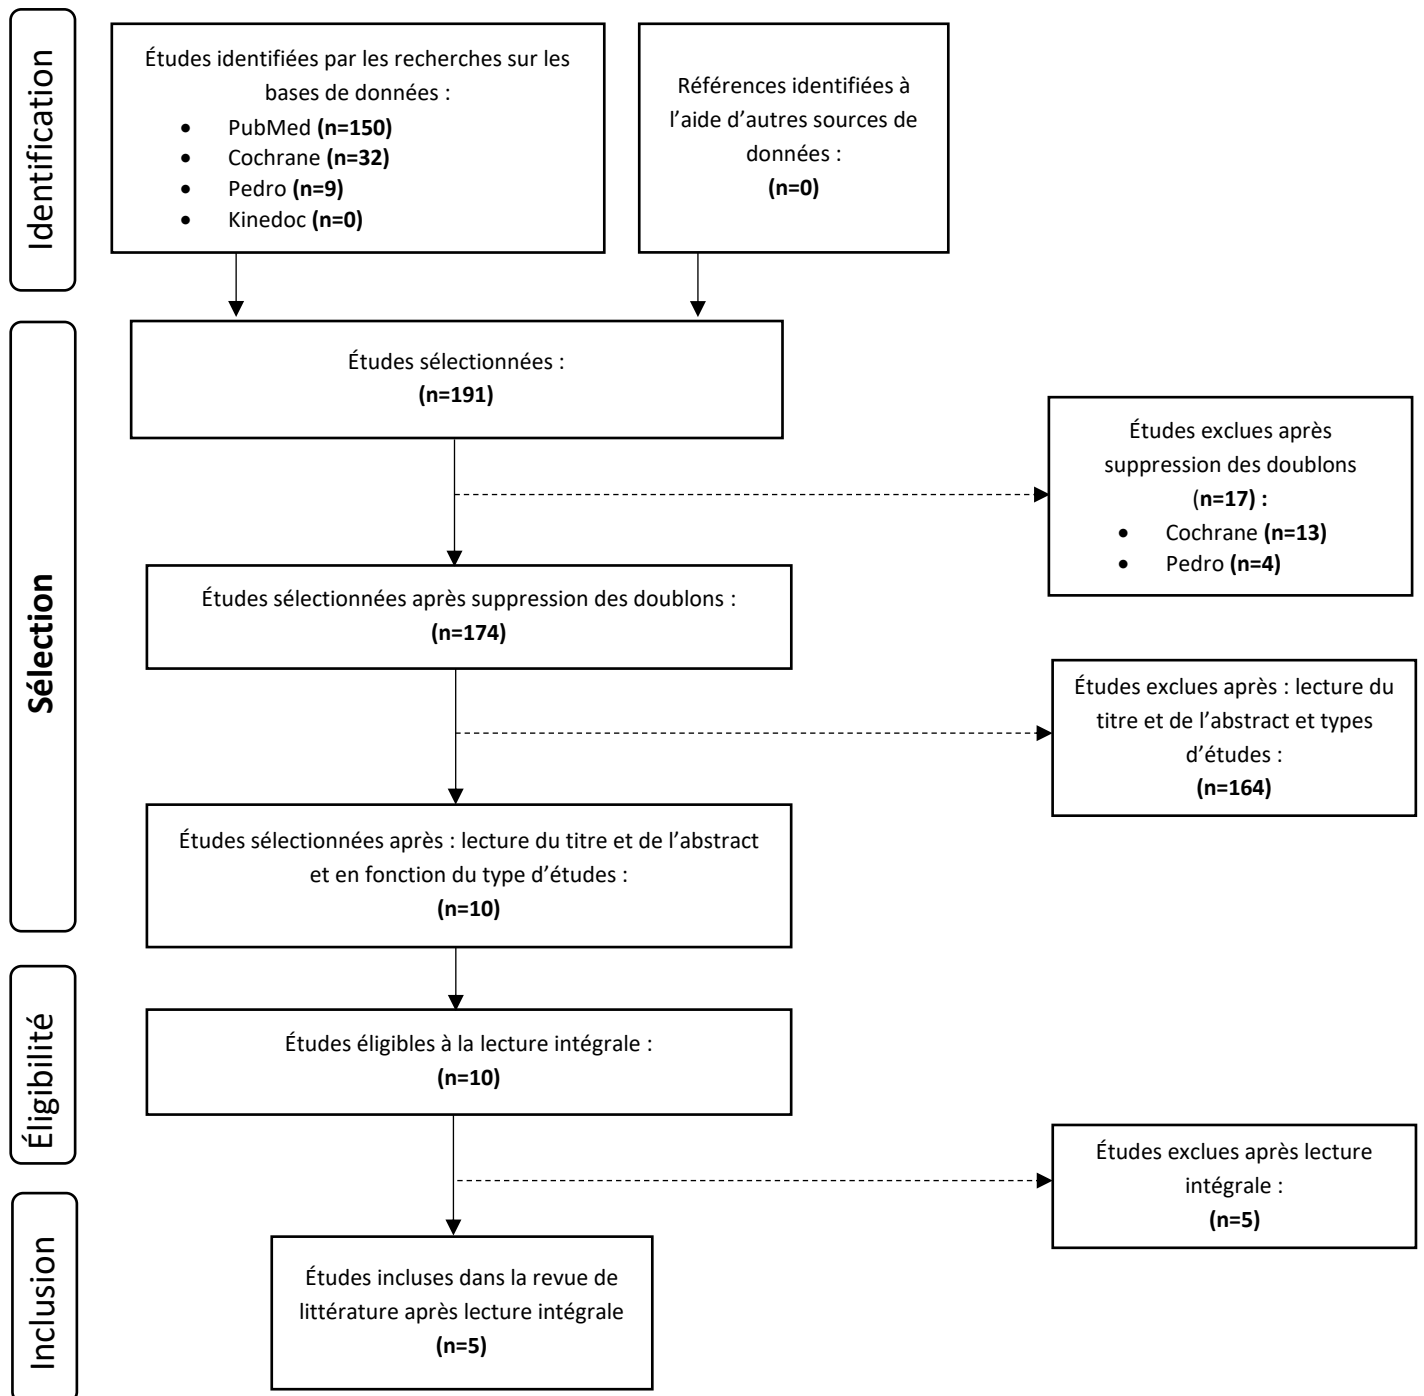 Identification
Études identifiées par les recherches sur les
bases de données :
• PubMed (n=150)
• Cochrane (n=32)
• Pedro (n=9)
• Kinedoc (n=0)
Références identifiées à
l’aide d’autres sources de
données :
(n=0)
Sélection
Études sélectionnées :
(n=191)
Études exclues après
suppression des doublons
(n=17) :
• Cochrane (n=13)
• Pedro (n=4)
Études sélectionnées après suppression des doublons :
(n=174)
Études exclues après : lecture du
titre et de l’abstract et types
d’études :
(n=164)
Études sélectionnées après : lecture du titre et de l’abstract
et en fonction du type d’études :
(n=10)
Éligibilité
Études éligibles à la lecture intégrale :
(n=10)
Études exclues après lecture
intégrale :
(n=5)
Inclusion
Études incluses dans la revue de
littérature après lecture intégrale
(n=5)